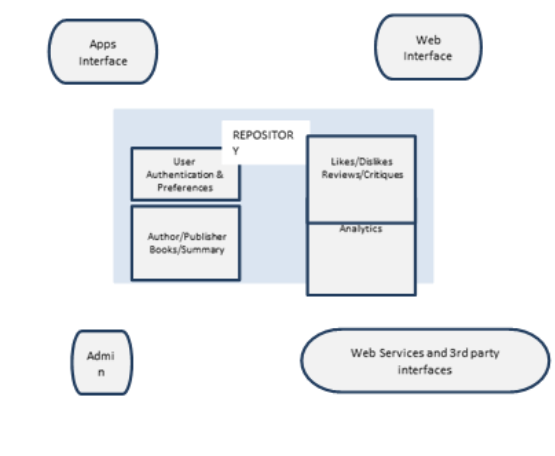 Apps
Interface
Web
Interface
REPOSITOR
Y
User
Authentication &
Preferences
Likes/Dislikes
Reviews/Critiques
Author/Publisher
Books/Summary
Analytics
Admi
n
Web Services and 3rd party
interfaces